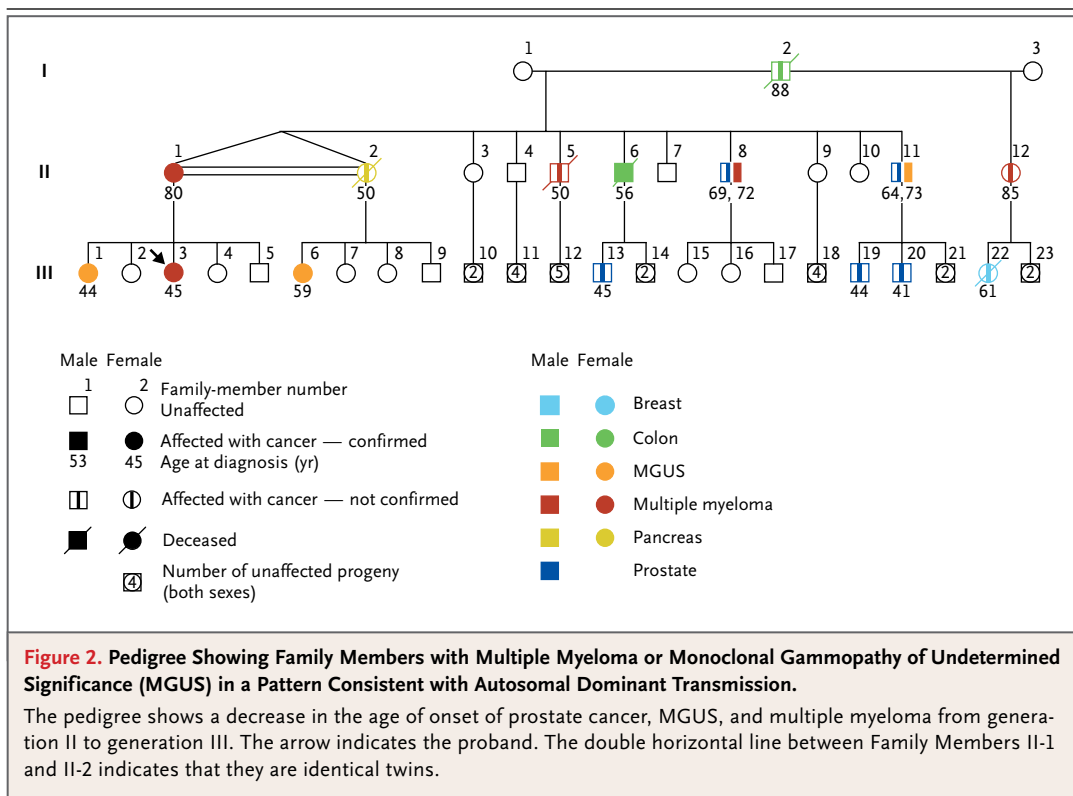 1 2 3
I
88
1 2 3 4 5 6 7 8 9 10 11 12
II
80 50 50 56 69, 72 64,73 85
1 2 3 4 5 6 7 8 9 10 11 12 13 14 15 16 17 18 19 20 21 22 23
III
2 4 5 2 4 2 2
44 45 59 45 44 41 61
Male Female
1 2 Family-member number
Unaffected
Affected with cancer — confirmed
53 45 Age at diagnosis (yr)
Affected with cancer — not confirmed
Deceased
4 Number of unaffected progeny
(both sexes)
Male Female
Breast
Colon
MGUS
Multiple myeloma
Pancreas
Prostate
Figure 2. Pedigree Showing Family Members with Multiple Myeloma or Monoclonal Gammopathy of Undetermined
Significance (MGUS) in a Pattern Consistent with Autosomal Dominant Transmission.
The pedigree shows a decrease in the age of onset of prostate cancer, MGUS, and multiple myeloma from genera-
tion II to generation III. The arrow indicates the proband. The double horizontal line between Family Members II-1
and II-2 indicates that they are identical twins.